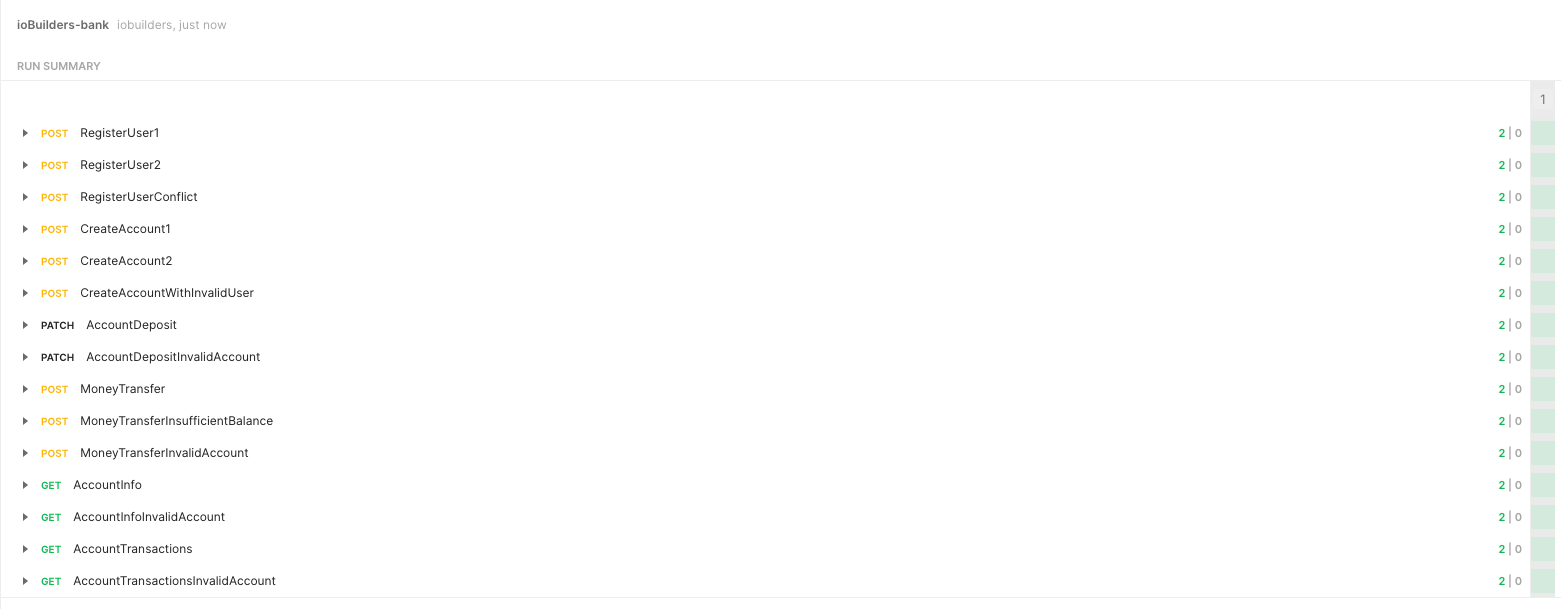 ioBuilders-bank iobuilders, just now
RUN SUMMARY
1
POST RegisterUser1 2 | 0
POST RegisterUser2 2 | 0
POST RegisterUserConflict 2 | 0
POST CreateAccount1 2 | 0
POST CreateAccount2 2 | 0
POST CreateAccountWithInvalidUser 2 | 0
PATCH AccountDeposit 2 | 0
PATCH AccountDepositInvalidAccount 2 | 0
POST MoneyTransfer 2 | 0
POST MoneyTransferInsufficientBalance 2 | 0
POST MoneyTransferInvalidAccount 2 | 0
GET AccountInfo 2 | 0
GET AccountInfoInvalidAccount 2 | 0
GET AccountTransactions 2 | 0
GET AccountTransactionsInvalidAccount 2 | 0